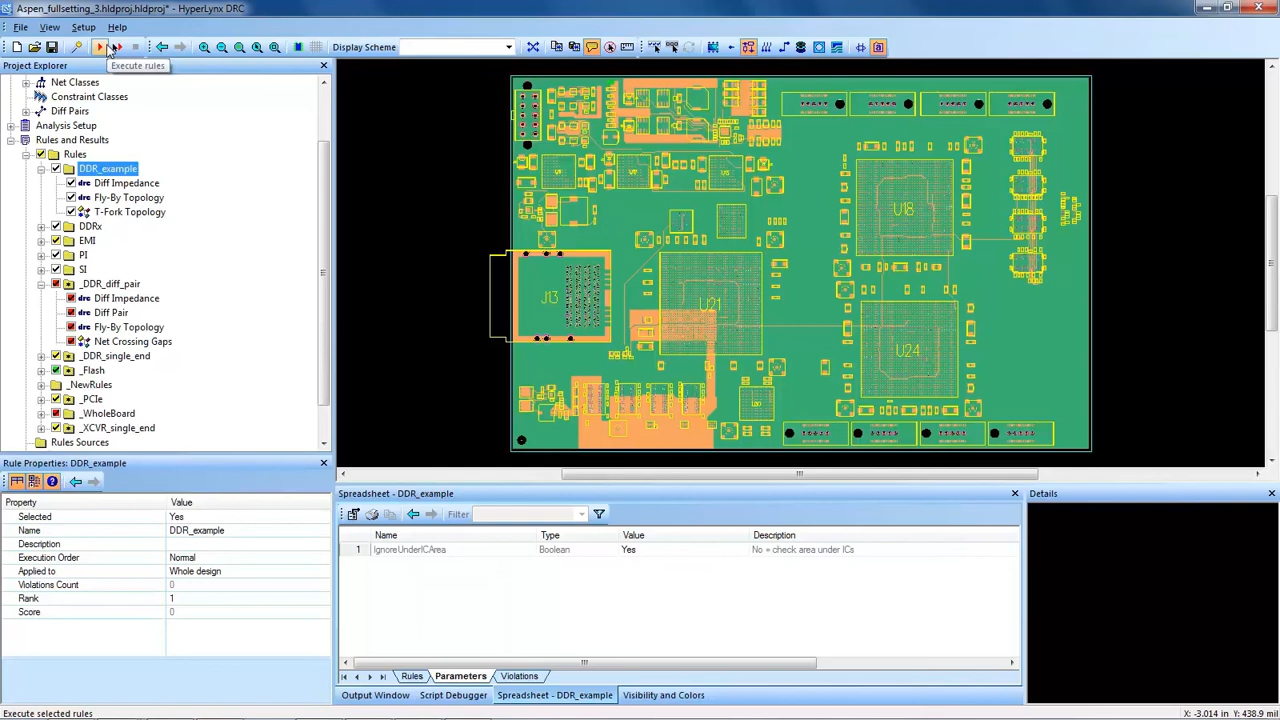 Aspen_fullsetting_3.hldproj.hldproj* - HyperLynx DRC
File View Setup Help
Display Scheme
Execute rules
Project Explorer
Net Classes
Constraint Classes
Diff Pairs
Analysis Setup
Rules and Results
Rules
DDR_example
drc Diff Impedance
drc Fly-By Topology
T-Fork Topology
DDRx
EMI
PI
SI
_DDR_diff_pair
drc Diff Impedance
drc Diff Pair
drc Fly-By Topology
Net Crossing Gaps
_DDR_single_end
_Flash
_NewRules
_PCIe
_WholeBoard
_XCVR_single_end
Rules Sources
U18
J13
U21
U24
Rule Properties: DDR_example
Property Value
Selected Yes
Name DDR_example
Description
Execution Order Normal
Applied to Whole design
Violations Count 0
Rank 1
Score 0
Spreadsheet - DDR_example
Filter
Name Type Value Description
1 IgnoreUnderICArea Boolean Yes No = check area under ICs
Rules Parameters Violations
Output Window Script Debugger Spreadsheet - DDR_example Visibility and Colors
Details
Execute selected rules
X: -3.014 in Y: 438.9 mil